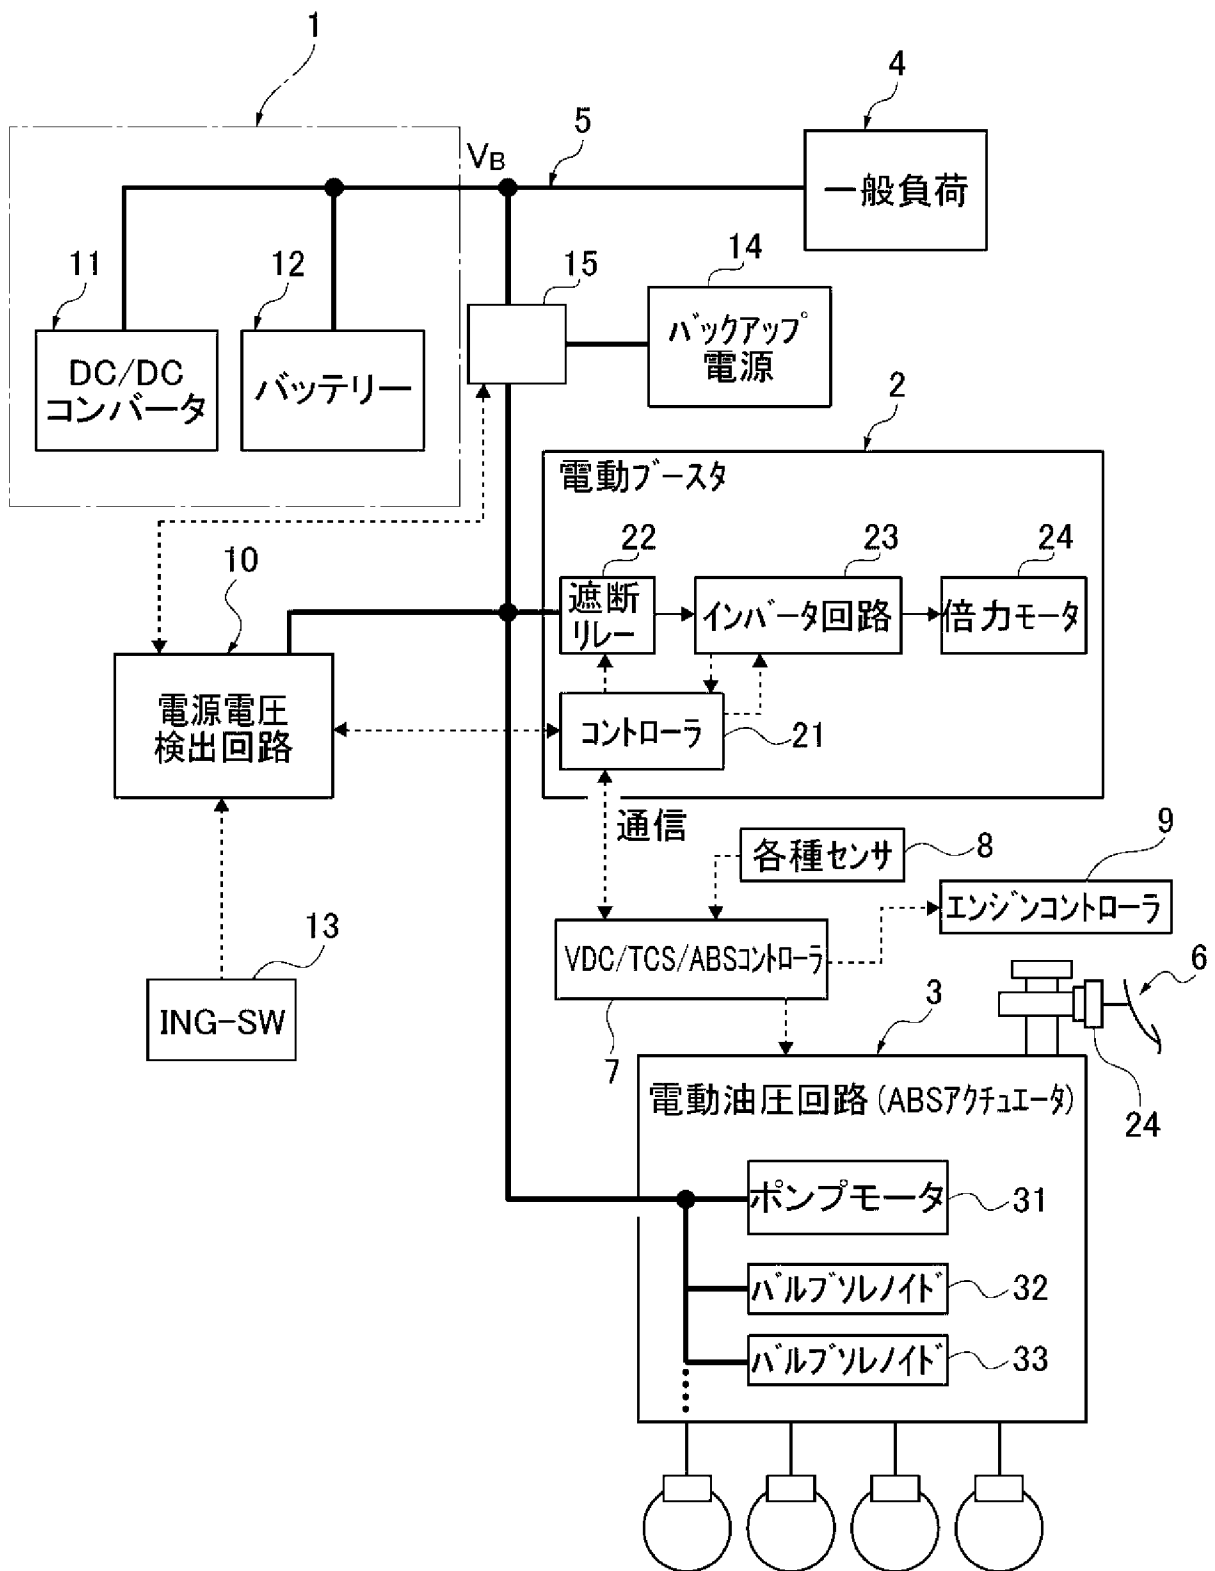 1
4
5
VB
一般負荷
11
12
15
14
DC/DC
コンバータ
バッテリー
バックアップ
電源
2
電動ブースタ
10
22
23
24
遮断
リレー
インバータ回路
倍力モータ
電源電圧
検出回路
コントローラ
21
通信
各種センサ
8
9
エンジンコントローラ
13
VDC/TCS/ABSコントローラ
6
ING-SW
7
3
24
電動油圧回路(ABSアクチュエータ)
ポンプモータ
31
バルブソレノイド
32
バルブソレノイド
33